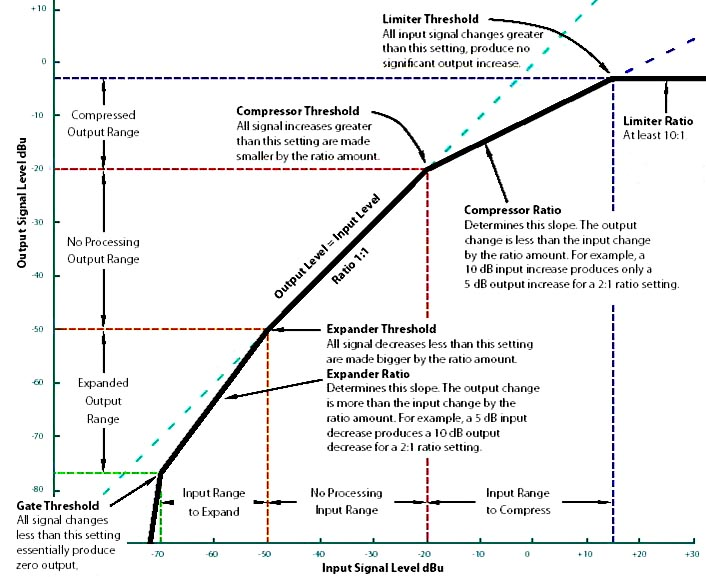 +10
0
-10
-20
-30
-40
-50
-60
-70
-80
Output Signal Level dBu
Limiter Threshold
All input signal changes greater
than this setting, produce no
significant output increase.
Compressed
Output Range
Compressor Threshold
All signal increases greater
than this setting are made
smaller by the ratio amount.
Limiter Ratio
At least 10:1
No Processing
Output Range
Output Level = Input Level
Ratio 1:1
Compressor Ratio
Determines this slope. The output
change is less than the input change
by the ratio amount. For example, a
10 dB input increase produces only a
5 dB output increase for a 2:1 ratio setting.
Expander Threshold
All signal decreases less than this setting
are made bigger by the ratio amount.
Expander Ratio
Determines this slope. The output change
is more than the input change by the
ratio amount. For example, a 5 dB input
decrease produces a 10 dB output
decrease for a 2:1 ratio setting.
Expanded
Output
Range
Gate Threshold
All signal changes
less than this setting
essentially produce
zero output.
Input Range
to Expand
No Processing
Input Range
Input Range
to Compress
-70 -60 -50 -40 -30 -20 -10 0 +10 +20 +30
Input Signal Level dBu